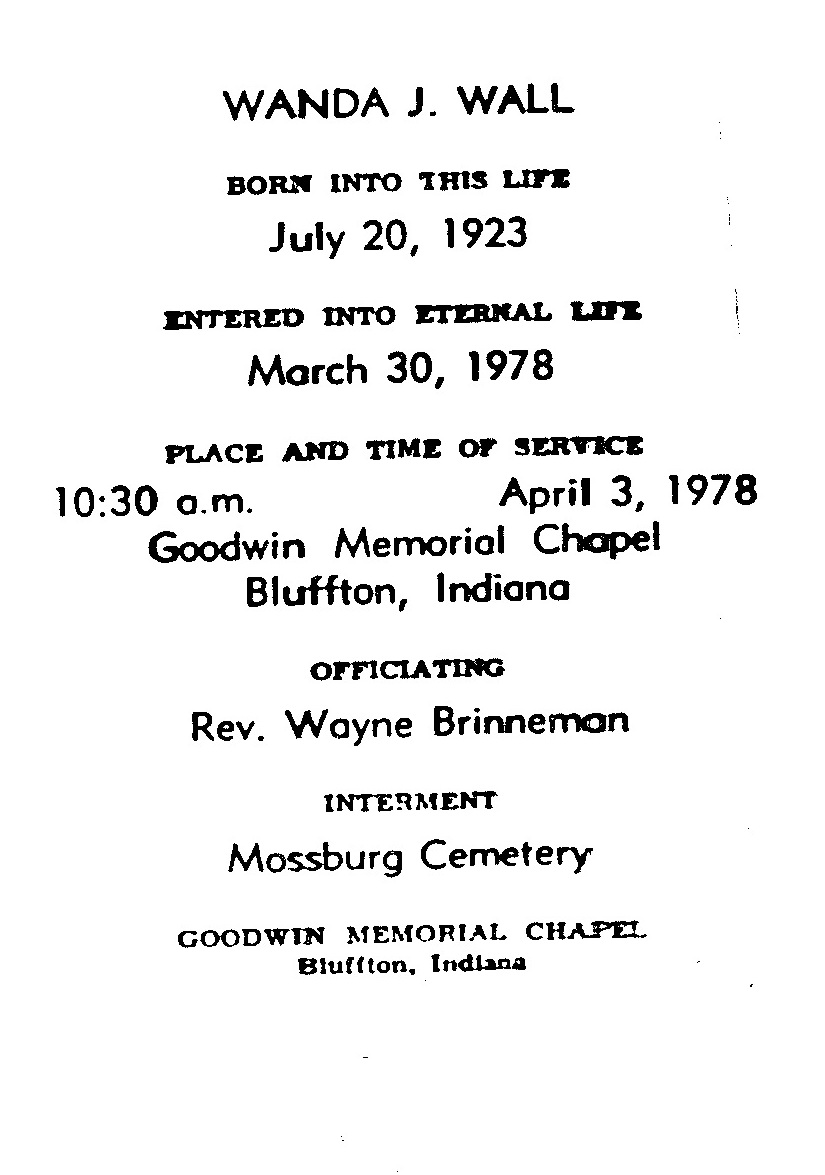 WANDA J. WALL
BORN INTO THIS LIFE
July 20, 1923
ENTERED INTO ETERNAL LIFE
March 30, 1978
PLACE AND TIME OF SERVICE
10:30 a.m. April 3, 1978
Goodwin Memorial Chapel
Bluffton, Indiana
OFFICIATING
Rev. Wayne Brinneman
INTERMENT
Mossburg Cemetery
GOODWIN MEMORIAL CHAPEL
Bluffton, Indiana